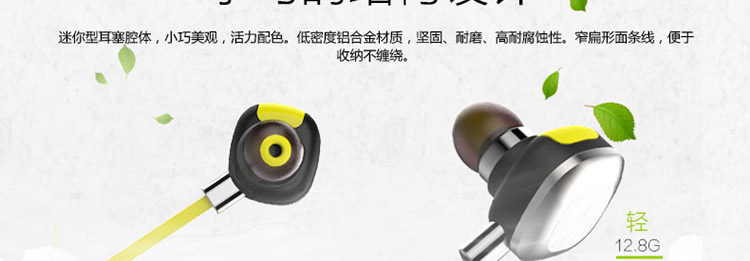 迷你型耳塞腔体，小巧美观，活力配色。低密度铝合金材质，坚固、耐磨、高耐腐蚀性。窄扁形面条线，便于
收纳不缠绕。
轻
12.8G